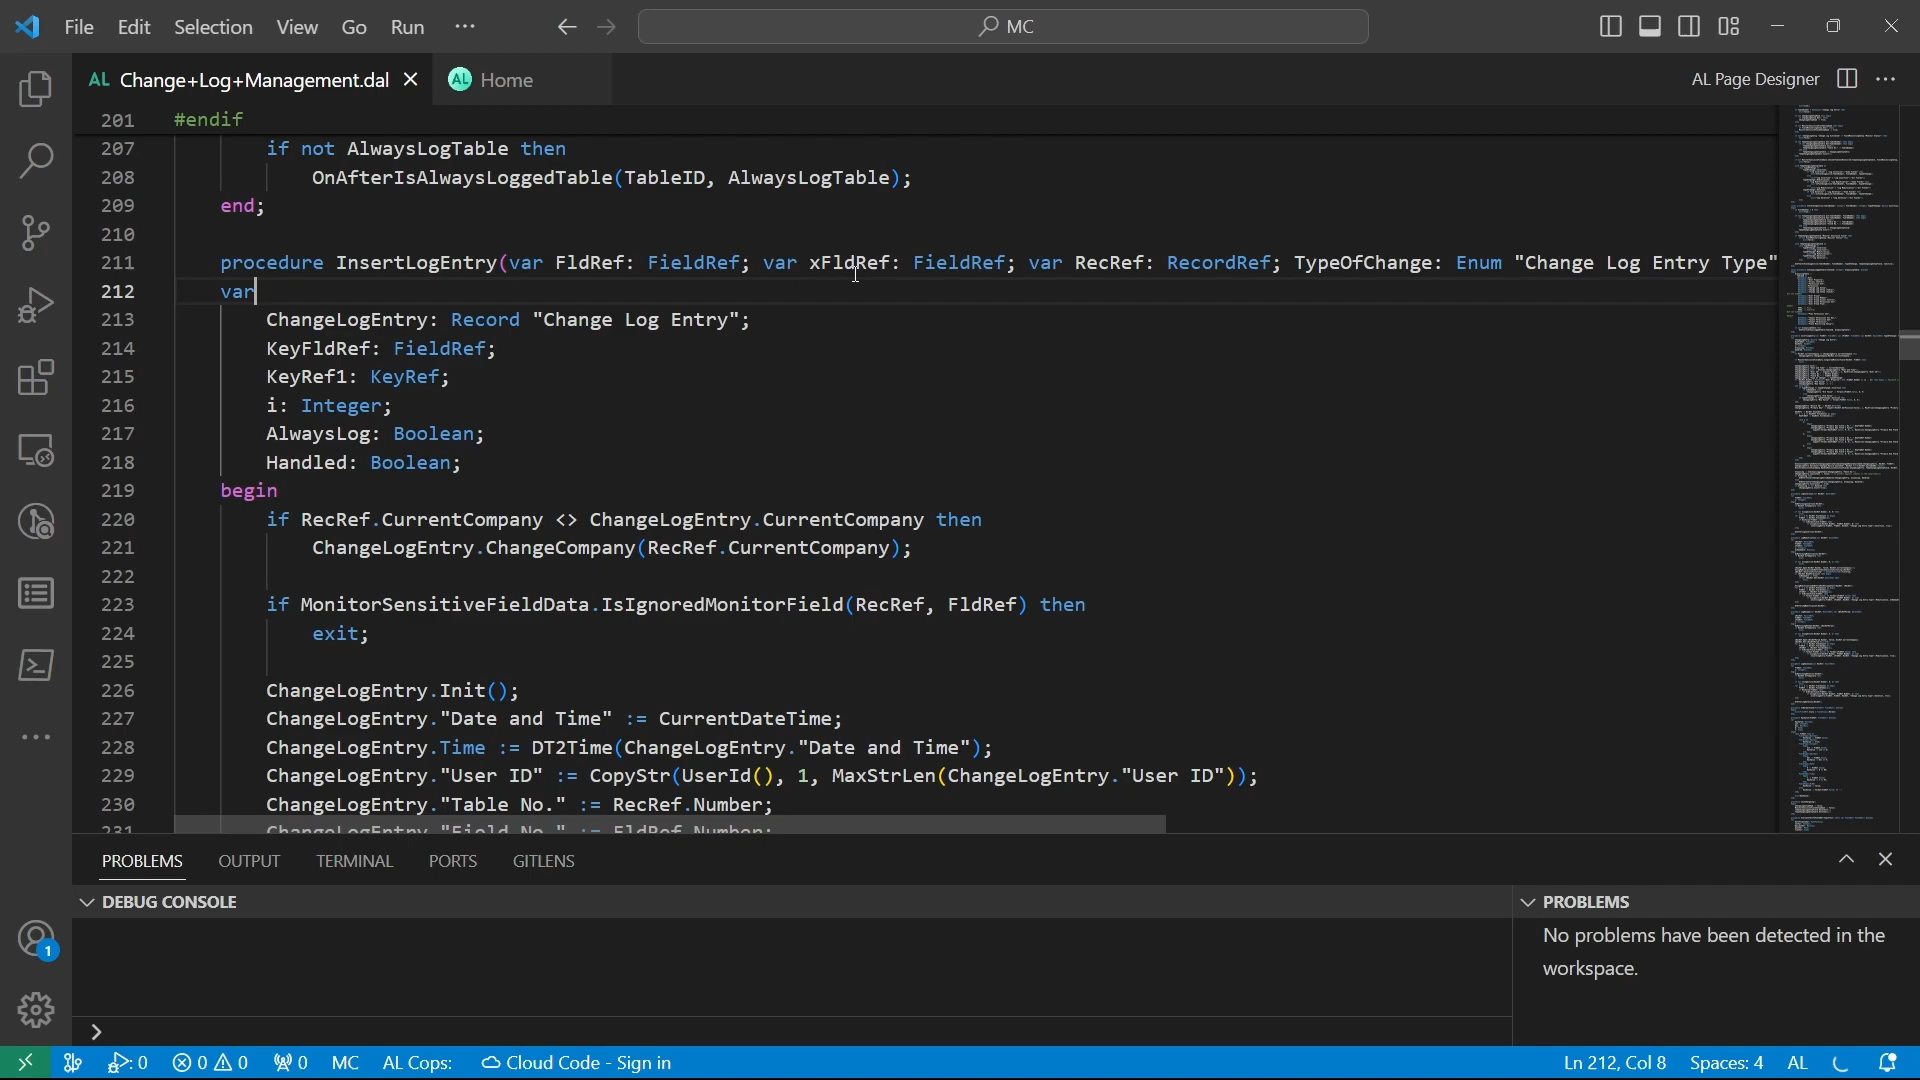 File Edit Selection View Go Run ··· MC
AL Change+Log+Management.dal AL Home AL Page Designer
201 #endif
207 if not AlwaysLogTable then
208 OnAfterIsAlwaysLoggedTable(TableID, AlwaysLogTable);
209 end;
210
211 procedure InsertLogEntry(var FldRef: FieldRef; var xFldRef: FieldRef; var RecRef: RecordRef; TypeOfChange: Enum "Change Log Entry Type"
212 var
213 ChangeLogEntry: Record "Change Log Entry";
214 KeyFldRef: FieldRef;
215 KeyRef1: KeyRef;
216 i: Integer;
217 AlwaysLog: Boolean;
218 Handled: Boolean;
219 begin
220 if RecRef.CurrentCompany <> ChangeLogEntry.CurrentCompany then
221 ChangeLogEntry.ChangeCompany(RecRef.CurrentCompany);
222
223 if MonitorSensitiveFieldData.IsIgnoredMonitorField(RecRef, FldRef) then
224 exit;
225
226 ChangeLogEntry.Init();
227 ChangeLogEntry."Date and Time" := CurrentDateTime;
228 ChangeLogEntry.Time := DT2Time(ChangeLogEntry."Date and Time");
229 ChangeLogEntry."User ID" := CopyStr(UserId(), 1, MaxStrLen(ChangeLogEntry."User ID"));
230 ChangeLogEntry."Table No." := RecRef.Number;
231 ChangeLogEntry."Field No." := FldRef.Number;
PROBLEMS OUTPUT TERMINAL PORTS GITLENS
DEBUG CONSOLE
PROBLEMS
No problems have been detected in the
workspace.
1
0 0 0 0 MC AL Cops: Cloud Code - Sign in Ln 212, Col 8 Spaces: 4 AL